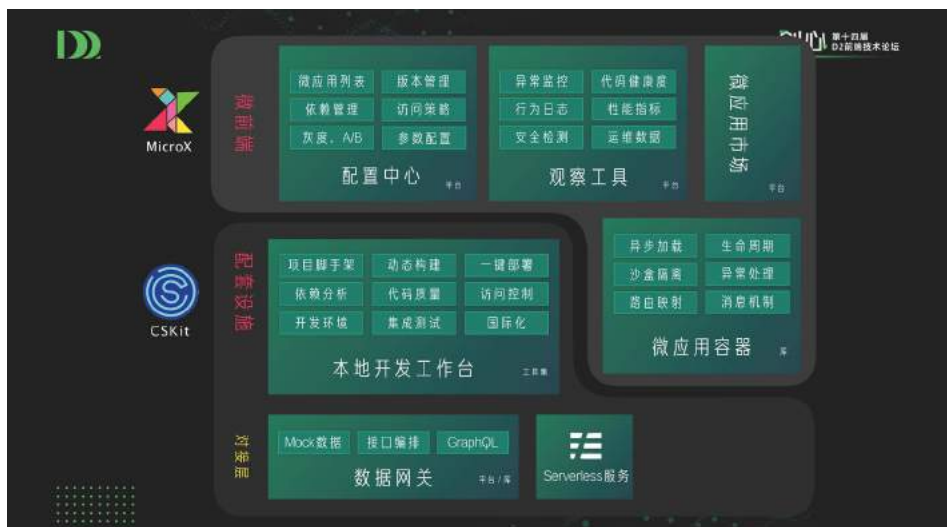 第十四届
D2前端技术论坛
MicroX
微前端
微应用列表
版本管理
依赖管理
访问策略
灰度、A/B
参数配置
配置中心
平台
异常监控
代码健康度
行为日志
性能指标
安全检测
运维数据
观察工具
平台
微应用市场
平台
异步加载
生命周期
沙盒隔离
异常处理
路由映射
消息机制
微应用容器
库
CSKit
配套设施
项目脚手架
动态构建
一键部署
依赖分析
代码质量
访问控制
开发环境
集成测试
国际化
本地开发工作台
工具集
对接层
Mock数据
接口编排
GraphQL
数据网关
平台/库
Serverless服务